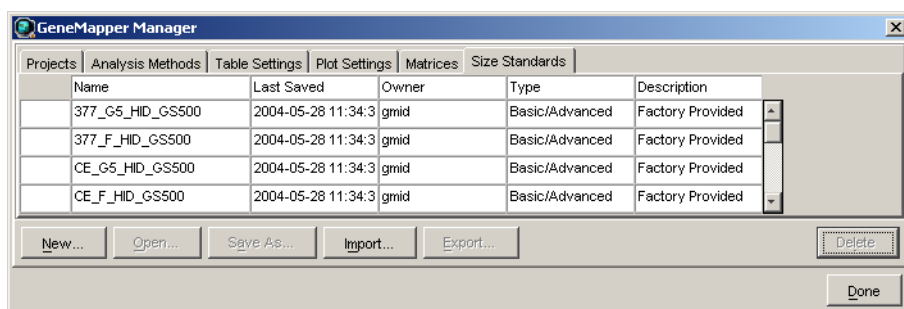 GeneMapper Manager
Projects Analysis Methods Table Settings Plot Settings Matrices Size Standards
Name Last Saved Owner Type Description
377_G5_HID_GS500 2004-05-28 11:34:3 gmid Basic/Advanced Factory Provided
377_F_HID_GS500 2004-05-28 11:34:3 gmid Basic/Advanced Factory Provided
CE_G5_HID_GS500 2004-05-28 11:34:3 gmid Basic/Advanced Factory Provided
CE_F_HID_GS500 2004-05-28 11:34:3 gmid Basic/Advanced Factory Provided
New... Open... Save As... Import... Export... Delete
Done